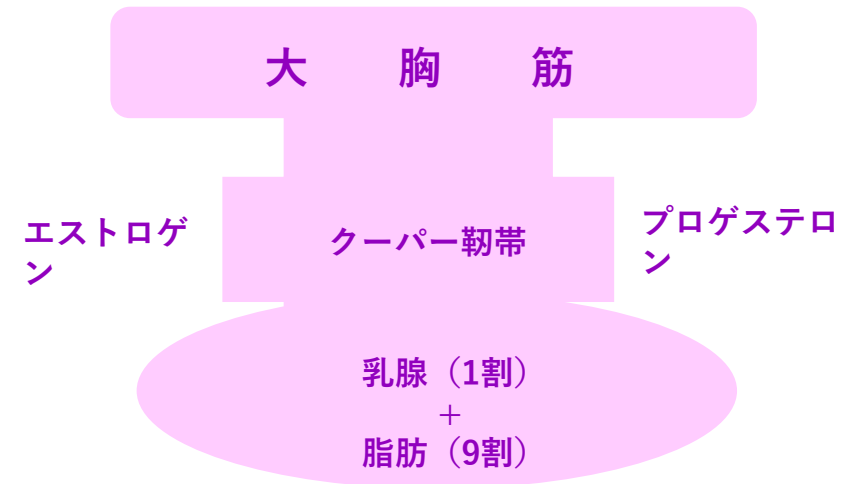 大　胸　筋
エストロゲ
ン
クーパー靭帯
プロゲステロ
ン
乳腺（1割）
＋
脂肪（9割）